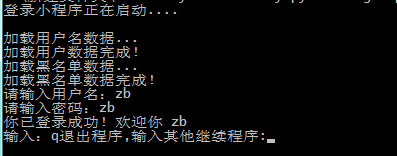 登录小程序正在启动....
加载用户名数据...
加载用户数据完成!
加载黑名单数据...
加载黑名单数据完成!
请输入用户名：zb
请输入密码：zb
你已登录成功！欢迎你 zb
输入：q退出程序,输入其他继续程序: